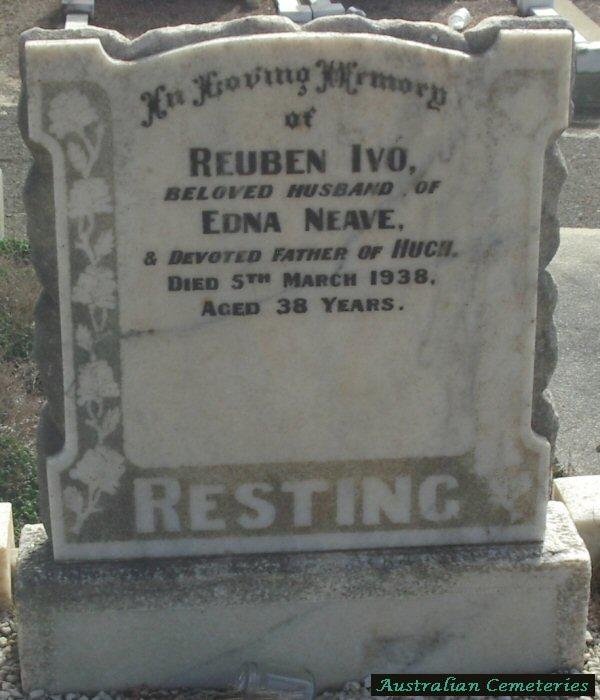 In Loving Memory
of
REUBEN IVO,
BELOVED HUSBAND OF
EDNA NEAVE,
& DEVOTED FATHER OF HUGH.
DIED 5TH MARCH 1938,
AGED 38 YEARS.
RESTING
Australian Cemeteries